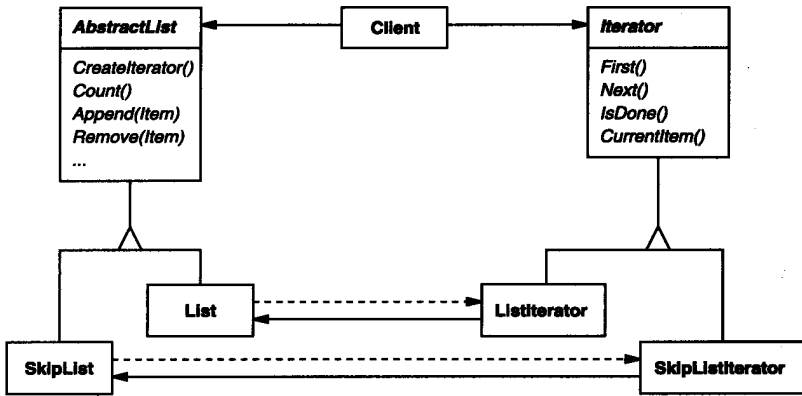 AbstractList
Client
Iterator
CreateIterator()
Count()
Append(Item)
Remove(Item)
...
First()
Next()
IsDone()
CurrentItem()
List
ListIterator
SkipList
SkipListIterator